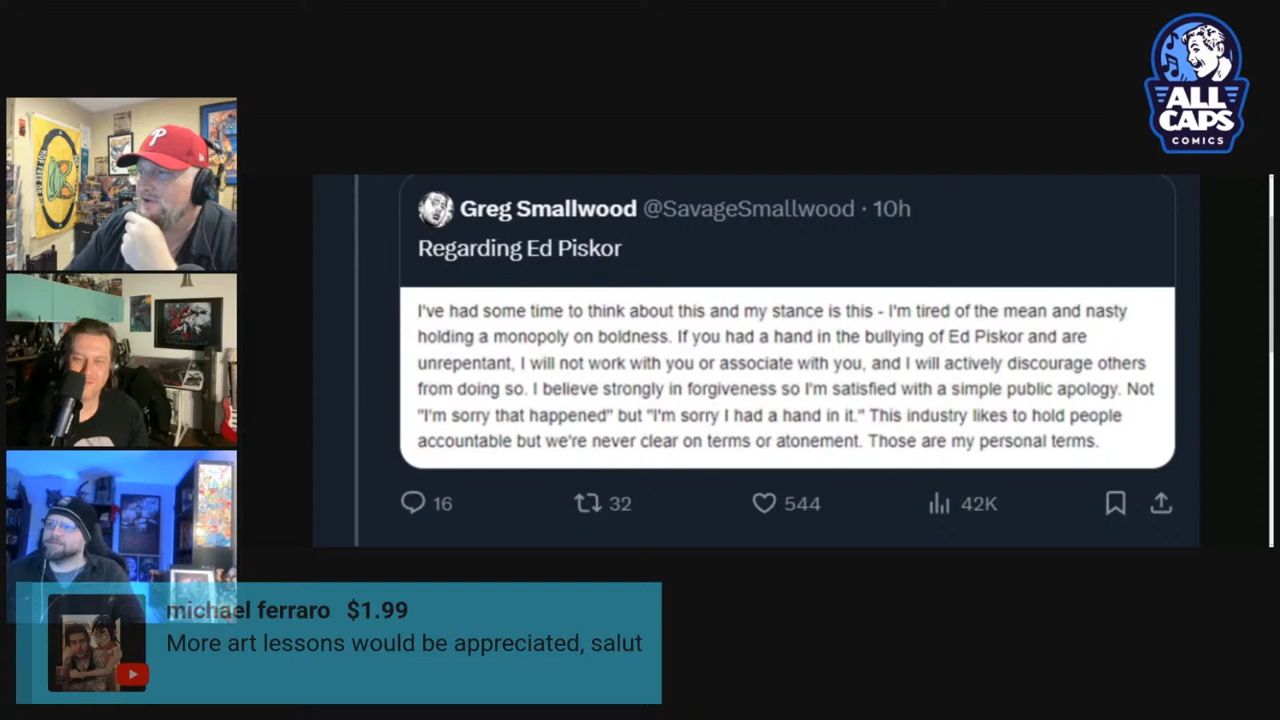 ALL
CAPS
COMICS
Greg Smallwood @SavageSmallwood · 10h
Regarding Ed Piskor
I've had some time to think about this and my stance is this - I'm tired of the mean and nasty
holding a monopoly on boldness. If you had a hand in the bullying of Ed Piskor and are
unrepentant, I will not work with you or associate with you, and I will actively discourage others
from doing so. I believe strongly in forgiveness so I'm satisfied with a simple public apology. Not
"I'm sorry that happened" but "I'm sorry I had a hand in it." This industry likes to hold people
accountable but we're never clear on terms or atonement. Those are my personal terms.
16 32 544 42K
michael ferraro $1.99
More art lessons would be appreciated, salut